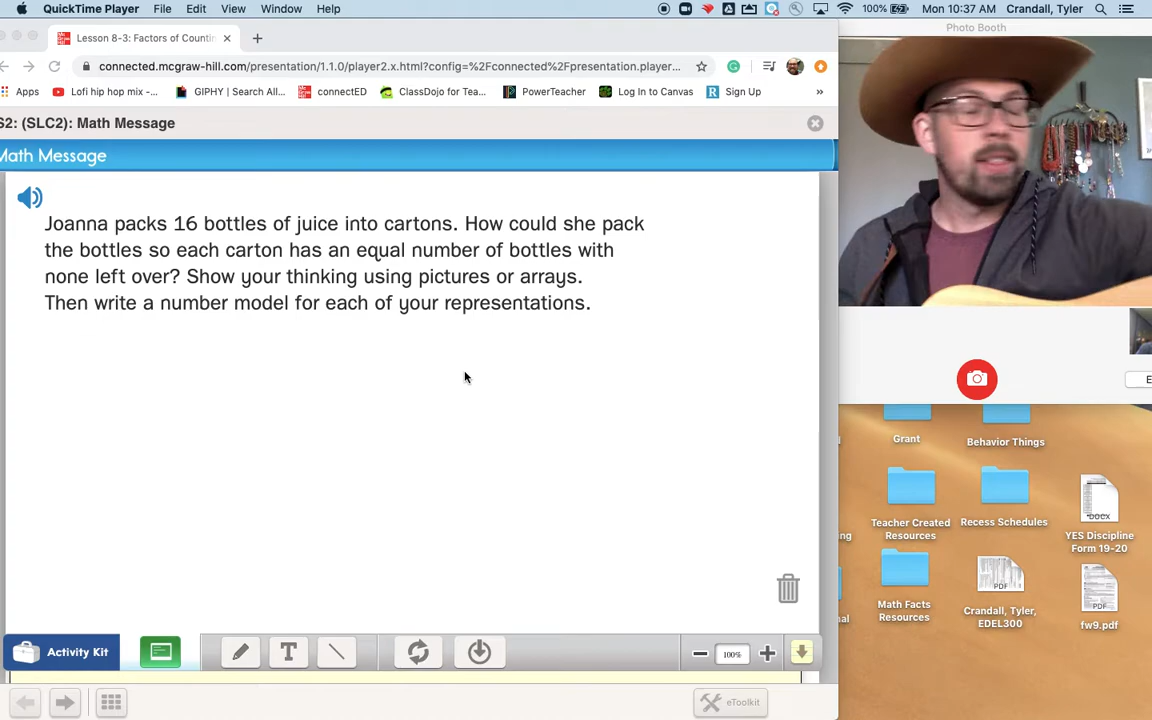 QuickTime Player File Edit View Window Help 100% Mon 10:37 AM Crandall, Tyler
Photo Booth
Lesson 8-3: Factors of Countin
connected.mcgraw-hill.com/presentation/1.1.0/player2.x.html?config=%2Fconnected%2Fpresentation.player...
Apps Lofi hip hop mix -... GIPHY | Search All... connectED ClassDojo for Tea... PowerTeacher Log In to Canvas Sign Up »
S2: (SLC2): Math Message
Math Message
Joanna packs 16 bottles of juice into cartons. How could she pack
the bottles so each carton has an equal number of bottles with
none left over? Show your thinking using pictures or arrays.
Then write a number model for each of your representations.
E
Grant
Behavior Things
Teacher Created
Resources
Recess Schedules
DOCX
YES Discipline
Form 19-20
ing
Math Facts
Resources
PDF
Crandall, Tyler,
EDEL300
PDF
fw9.pdf
nal
Activity Kit
T
100%
eToolkit